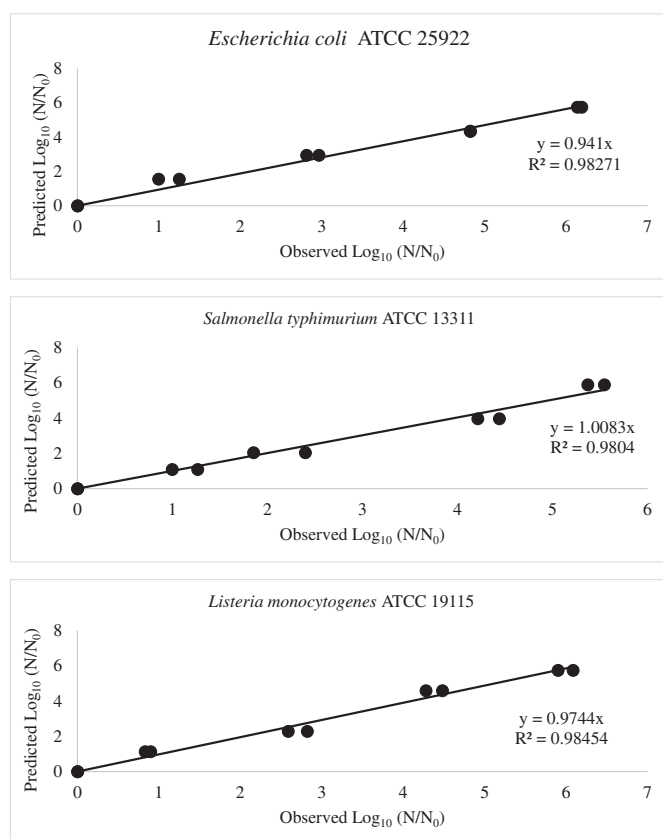 Escherichia coli ATCC 25922
Predicted Log₁₀ (N/N₀)
8
6
4
2
0
y = 0.941x
R² = 0.98271
0 1 2 3 4 5 6 7
Observed Log₁₀ (N/N₀)
Salmonella typhimurium ATCC 13311
Predicted Log₁₀ (N/N₀)
8
6
4
2
0
y = 1.0083x
R² = 0.9804
0 1 2 3 4 5 6
Observed Log₁₀ (N/N₀)
Listeria monocytogenes ATCC 19115
Predicted Log₁₀ (N/N₀)
8
6
4
2
0
y = 0.9744x
R² = 0.98454
0 1 2 3 4 5 6 7
Observed Log₁₀ (N/N₀)